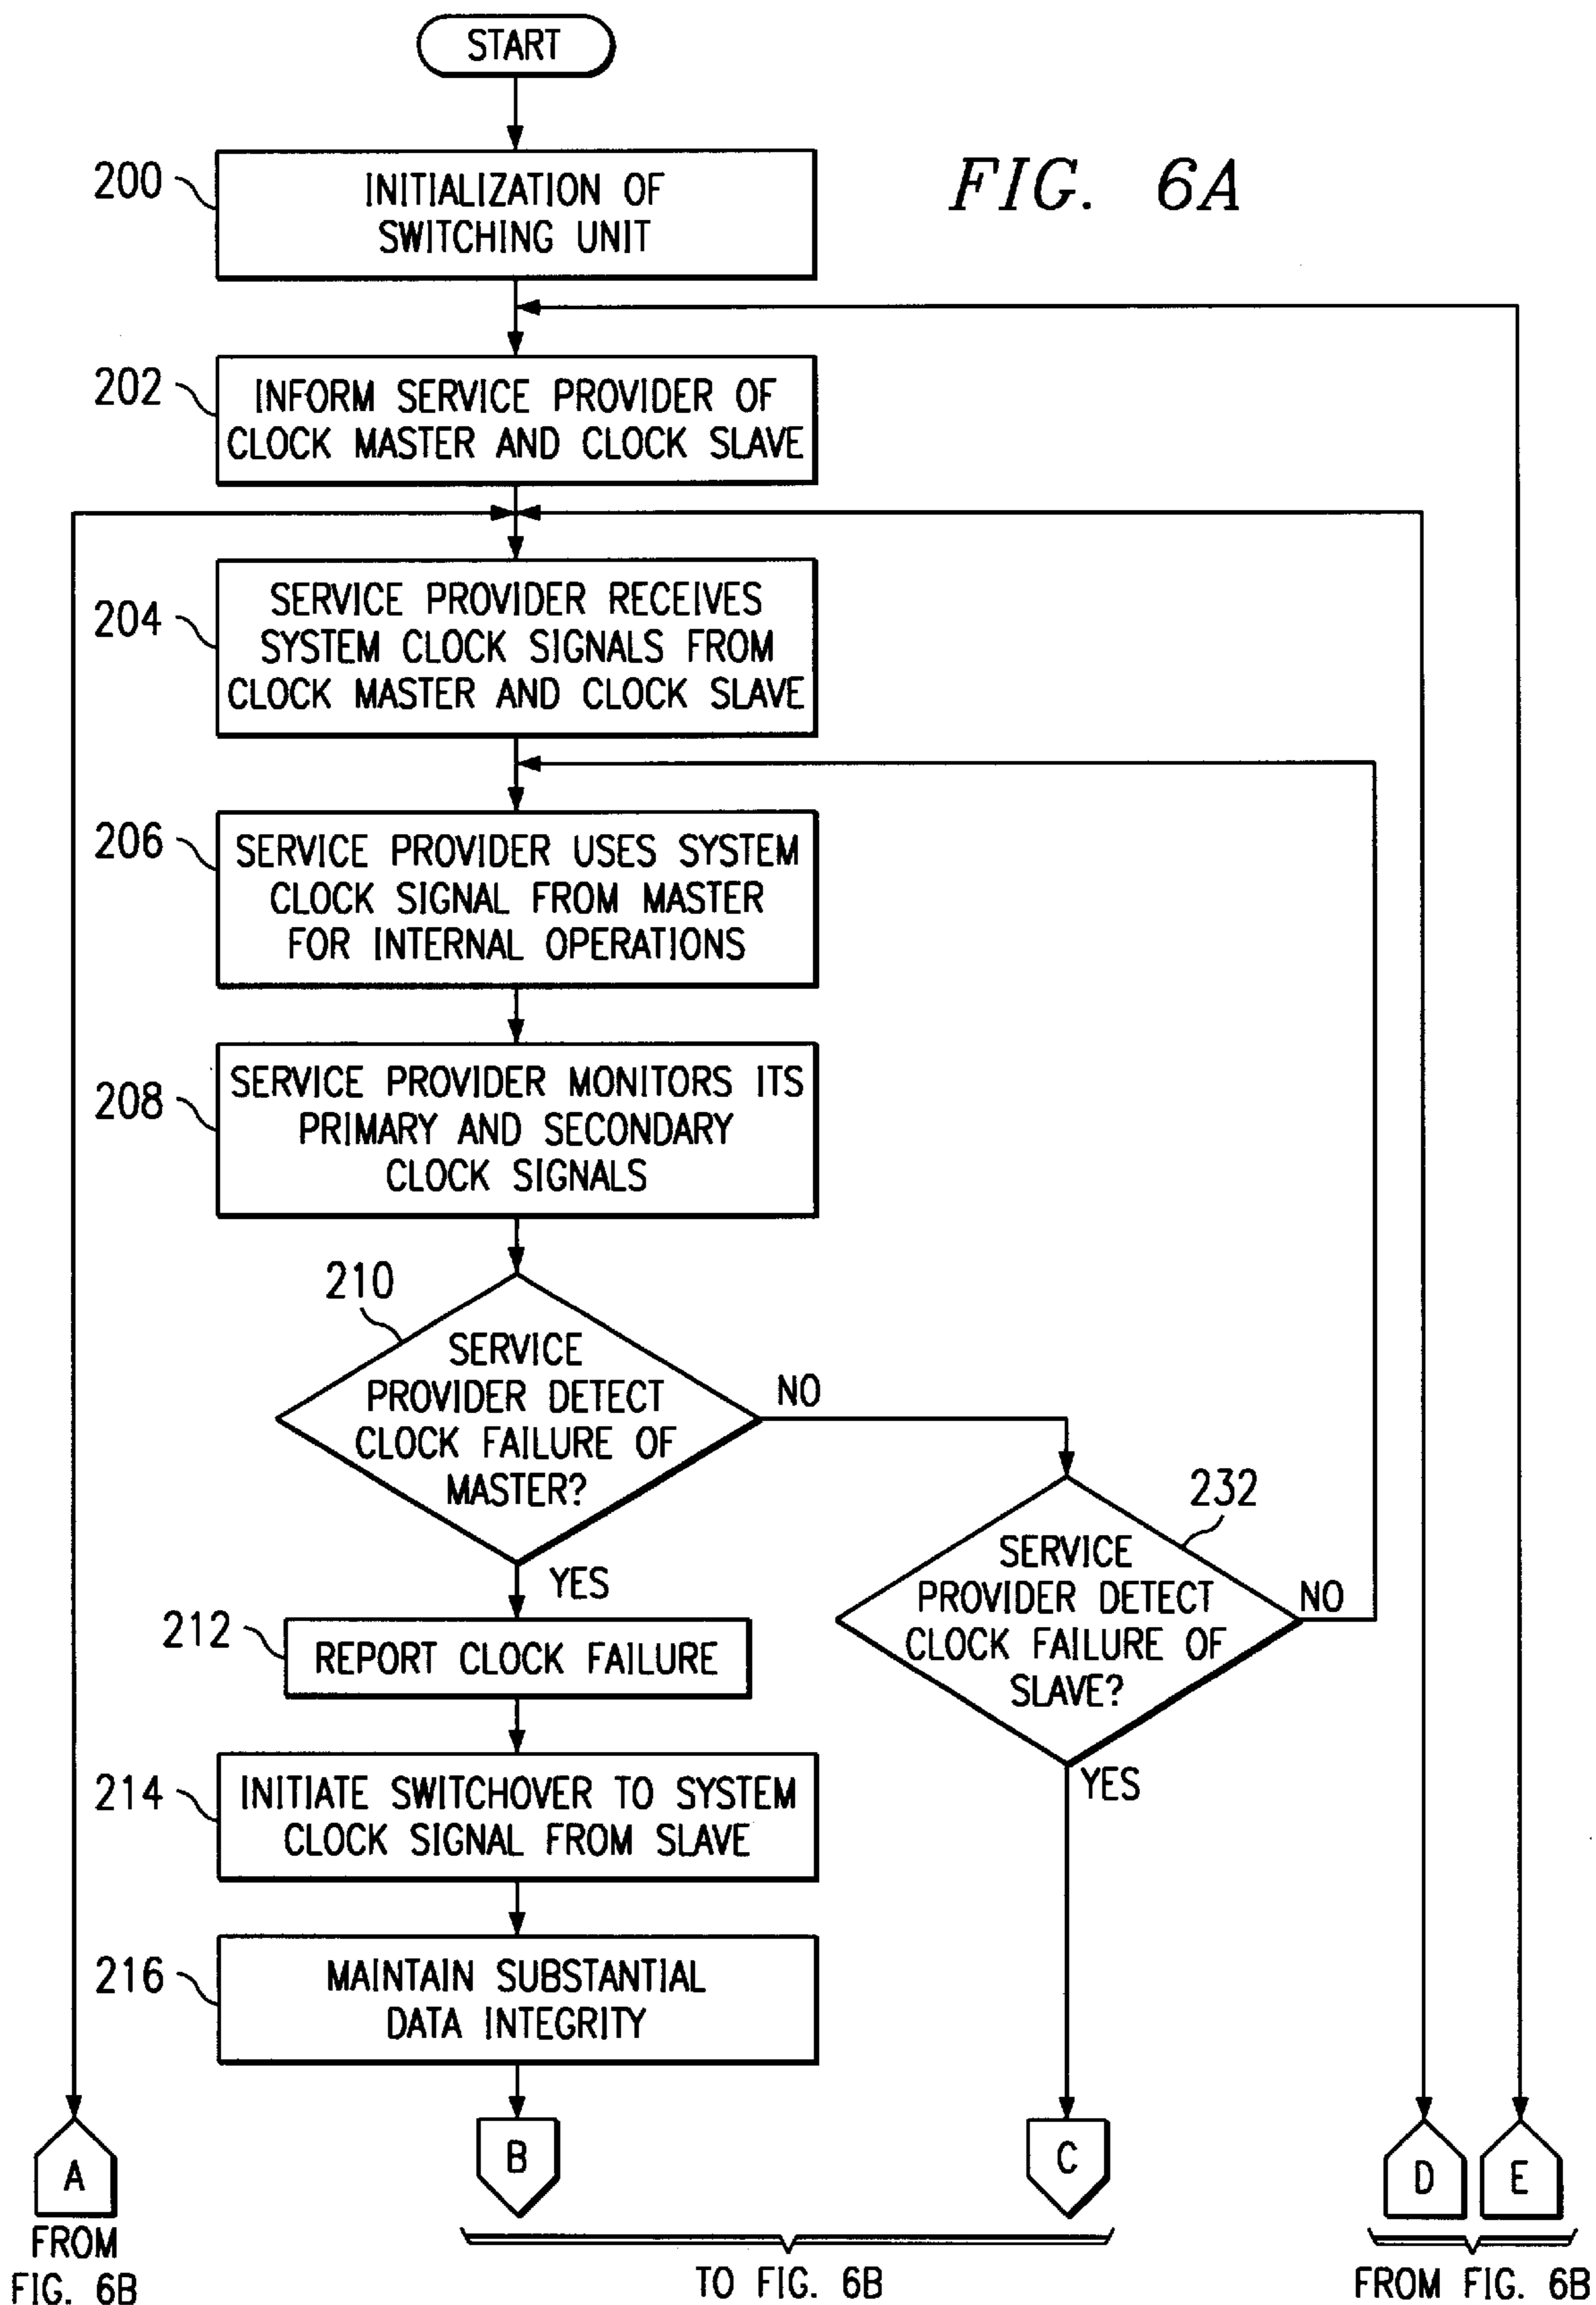 START
FIG. 6A
200
INITIALIZATION OF
SWITCHING UNIT
202
INFORM SERVICE PROVIDER OF
CLOCK MASTER AND CLOCK SLAVE
204
SERVICE PROVIDER RECEIVES
SYSTEM CLOCK SIGNALS FROM
CLOCK MASTER AND CLOCK SLAVE
206
SERVICE PROVIDER USES SYSTEM
CLOCK SIGNAL FROM MASTER
FOR INTERNAL OPERATIONS
208
SERVICE PROVIDER MONITORS ITS
PRIMARY AND SECONDARY
CLOCK SIGNALS
210
SERVICE
PROVIDER DETECT
CLOCK FAILURE OF
MASTER?
NO
YES
232
SERVICE
PROVIDER DETECT
CLOCK FAILURE OF
SLAVE?
NO
YES
212
REPORT CLOCK FAILURE
214
INITIATE SWITCHOVER TO SYSTEM
CLOCK SIGNAL FROM SLAVE
216
MAINTAIN SUBSTANTIAL
DATA INTEGRITY
A
FROM
FIG. 6B
B
C
TO FIG. 6B
D
E
FROM FIG. 6B